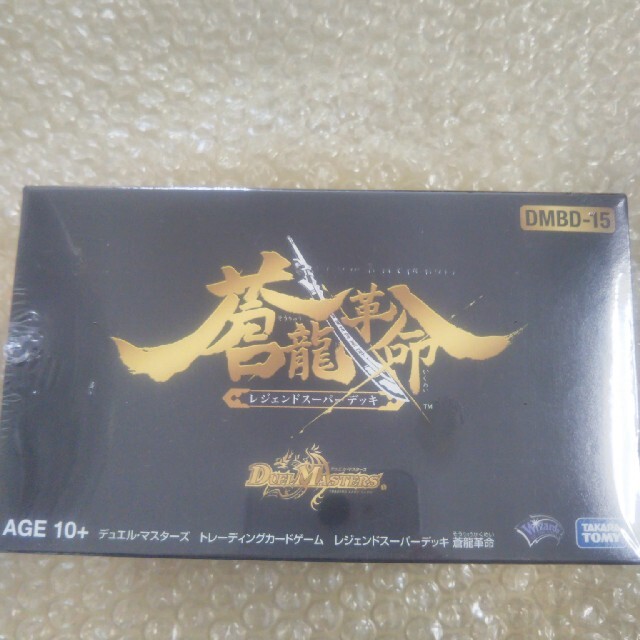 DMBD-15
蒼龍革命
レジェンドスーパーデッキ
TM
DUEL MASTERS
AGE 10+ デュエル・マスターズ トレーディングカードゲーム レジェンドスーパーデッキ 蒼龍革命
TAKARA
TOMY